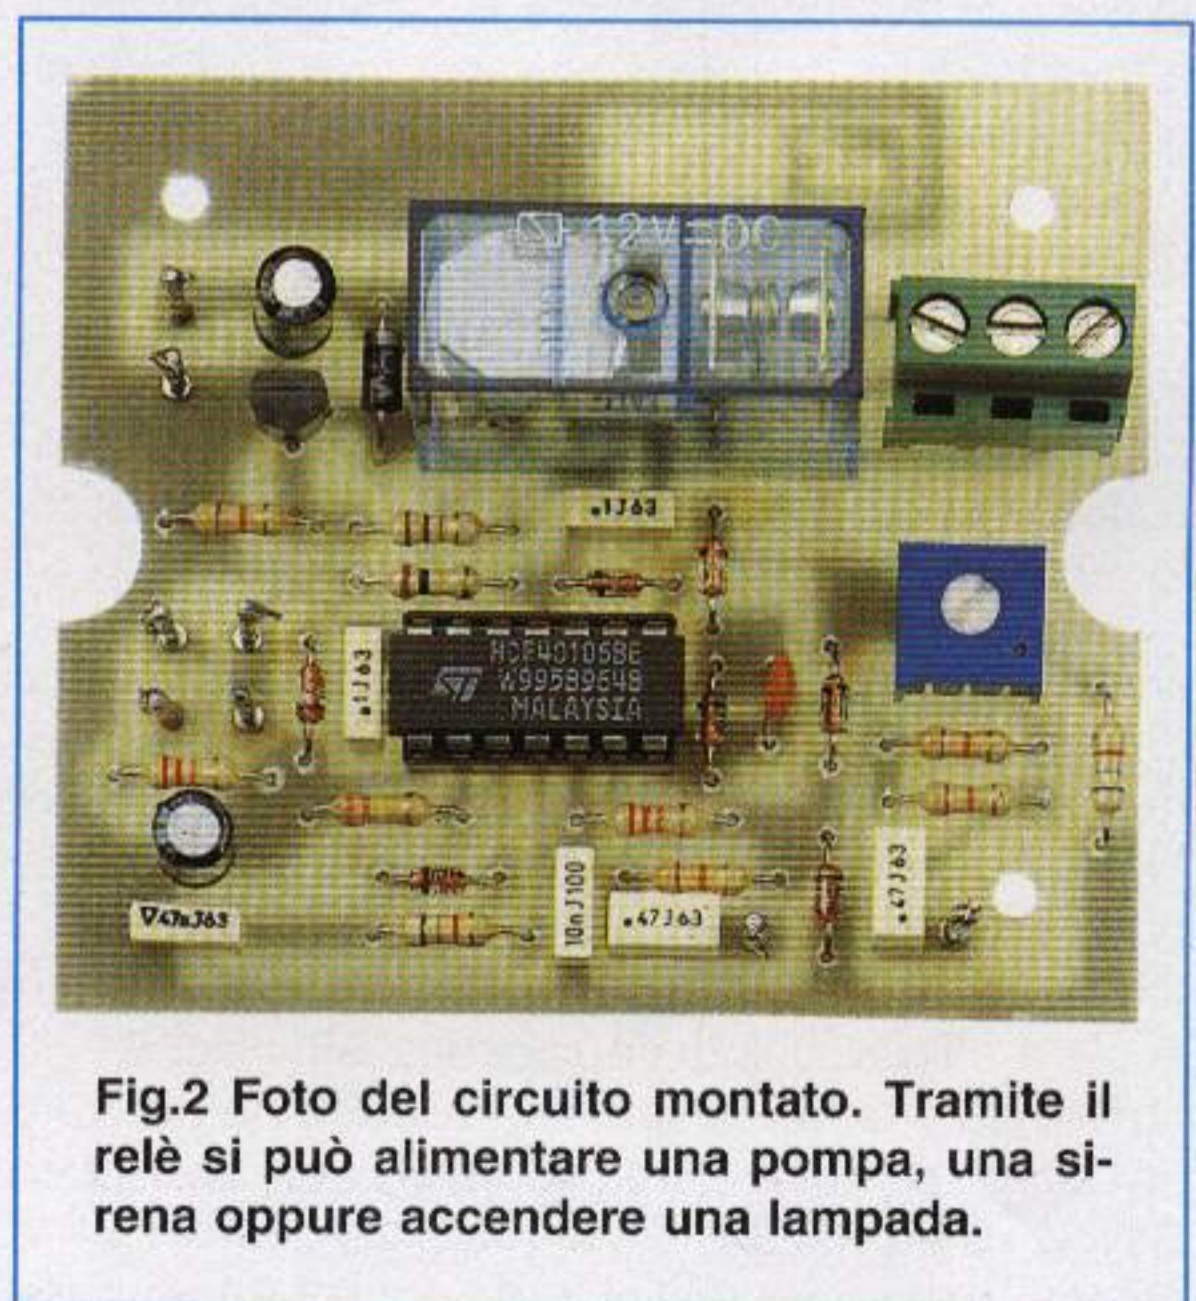 12V=DC
.1J63
.1J63
HCF40106BE
W9958964B
MALAYSIA
10nJ100
.47J63
.47J63
47nJ63
Fig.2 Foto del circuito montato. Tramite il
relè si può alimentare una pompa, una si-
rena oppure accendere una lampada.